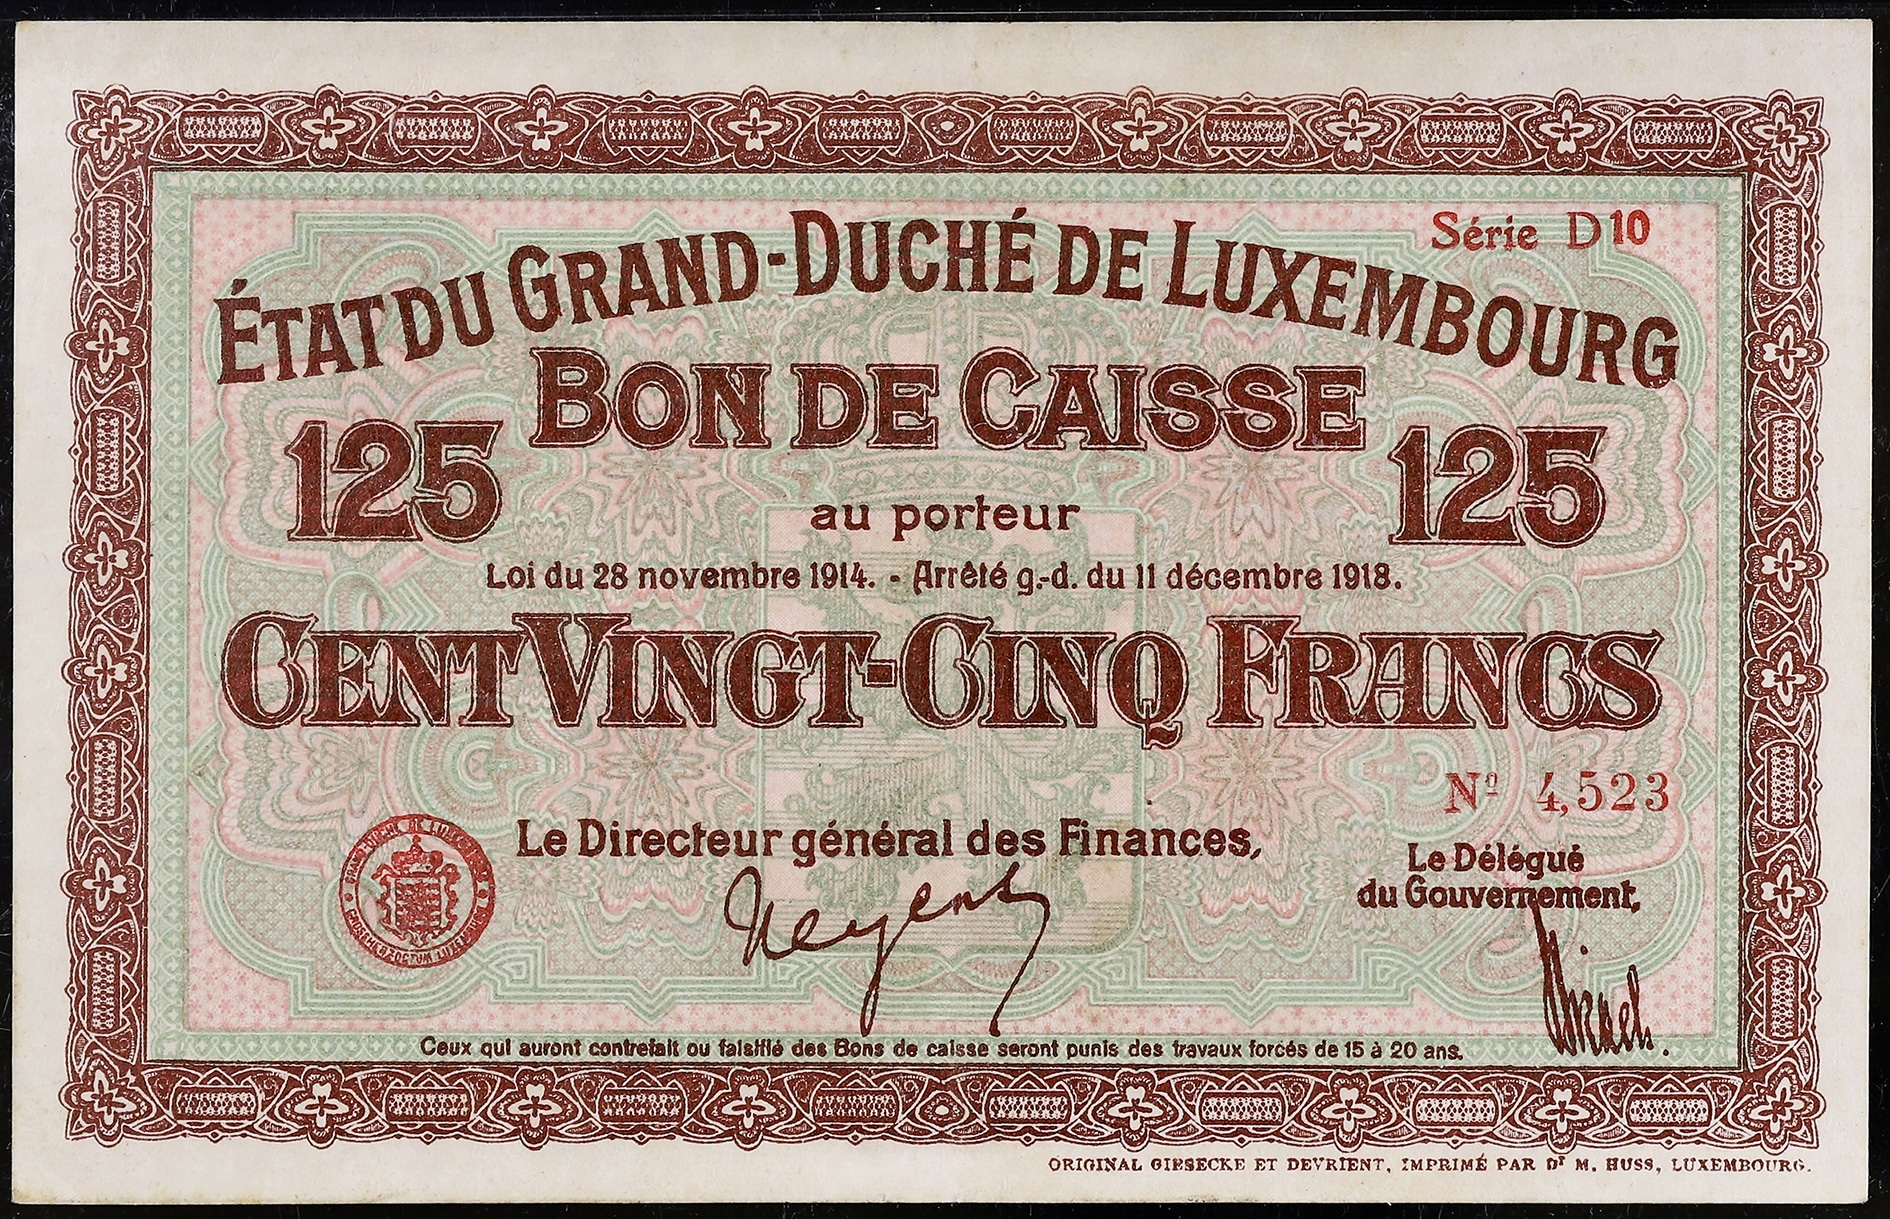 Série D10
ÉTAT DU GRAND-DUCHÉ DE LUXEMBOURG
BON DE CAISSE
125 125
au porteur
Loi du 28 novembre 1914. - Arrêté g.-d. du 11 décembre 1918.
CENT VINGT-CINQ FRANCS
Nº 4,523
Le Directeur général des Finances,
Le Délégué
du Gouvernement,
Neyens
Ceux qui auront contrefait ou falsifié des Bons de caisse seront punis des travaux forcés de 15 à 20 ans.
ORIGINAL GIESECKE ET DEVRIENT, IMPRIMÉ PAR Dr M. HUSS, LUXEMBOURG.